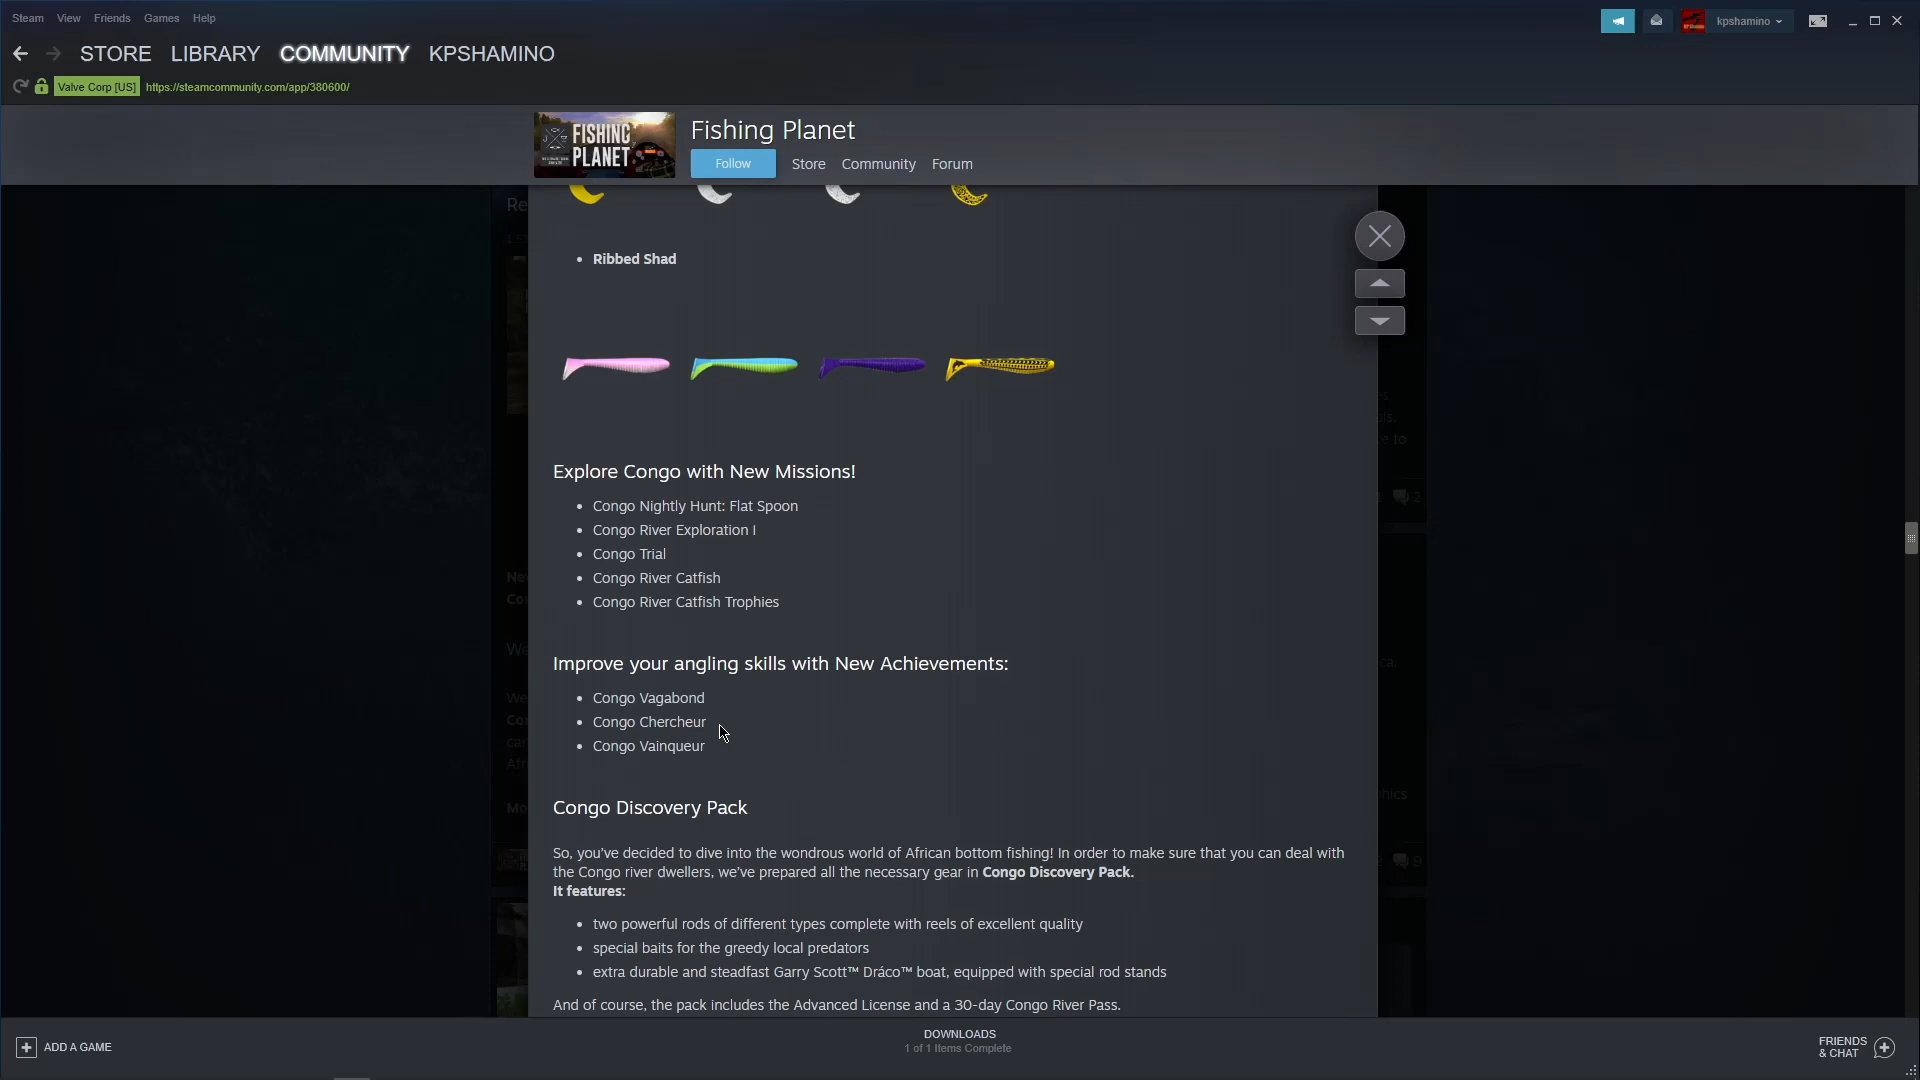 Steam View Friends Games Help
kpshamino
STORE LIBRARY COMMUNITY KPSHAMINO
Valve Corp [US] https://steamcommunity.com/app/380600/
FISHING
PLANET
Fishing Planet
Follow Store Community Forum
Re
• Ribbed Shad
Explore Congo with New Missions!
• Congo Nightly Hunt: Flat Spoon
• Congo River Exploration I
• Congo Trial
• Congo River Catfish
• Congo River Catfish Trophies
Improve your angling skills with New Achievements:
• Congo Vagabond
• Congo Chercheur
• Congo Vainqueur
Congo Discovery Pack
So, you've decided to dive into the wondrous world of African bottom fishing! In order to make sure that you can deal with
the Congo river dwellers, we've prepared all the necessary gear in Congo Discovery Pack.
It features:
• two powerful rods of different types complete with reels of excellent quality
• special baits for the greedy local predators
• extra durable and steadfast Garry Scott™ Dráco™ boat, equipped with special rod stands
And of course, the pack includes the Advanced License and a 30-day Congo River Pass.
ADD A GAME
DOWNLOADS
1 of 1 Items Complete
FRIENDS
& CHAT